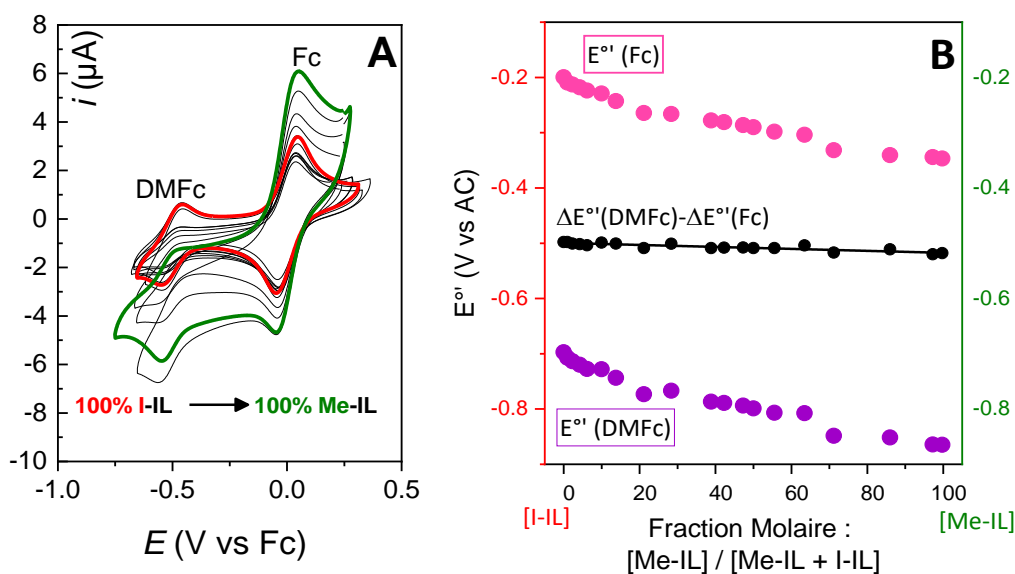 A
i (µA)
8
6
4
2
0
-2
-4
-6
-8
-10
Fc
DMFc
100% I-IL
100% Me-IL
-1.0
-0.5
0.0
0.5
E (V vs Fc)
B
E°' (V vs AC)
-0.2
-0.4
-0.6
-0.8
E°' (Fc)
ΔE°'(DMFc)-ΔE°'(Fc)
E°' (DMFc)
-0.2
-0.4
-0.6
-0.8
0
20
40
60
80
100
[I-IL]
[Me-IL]
Fraction Molaire :
[Me-IL] / [Me-IL + I-IL]